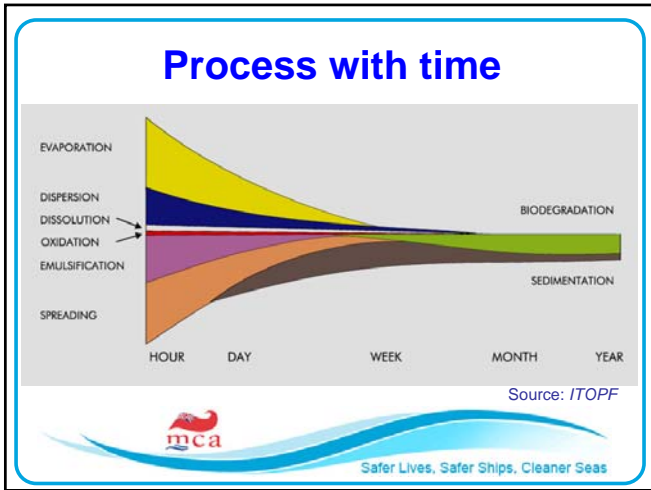 Process with time
EVAPORATION
DISPERSION
DISSOLUTION
OXIDATION
EMULSIFICATION
SPREADING
BIODEGRADATION
SEDIMENTATION
HOUR DAY WEEK MONTH YEAR
Source: ITOPF
mca
Safer Lives, Safer Ships, Cleaner Seas